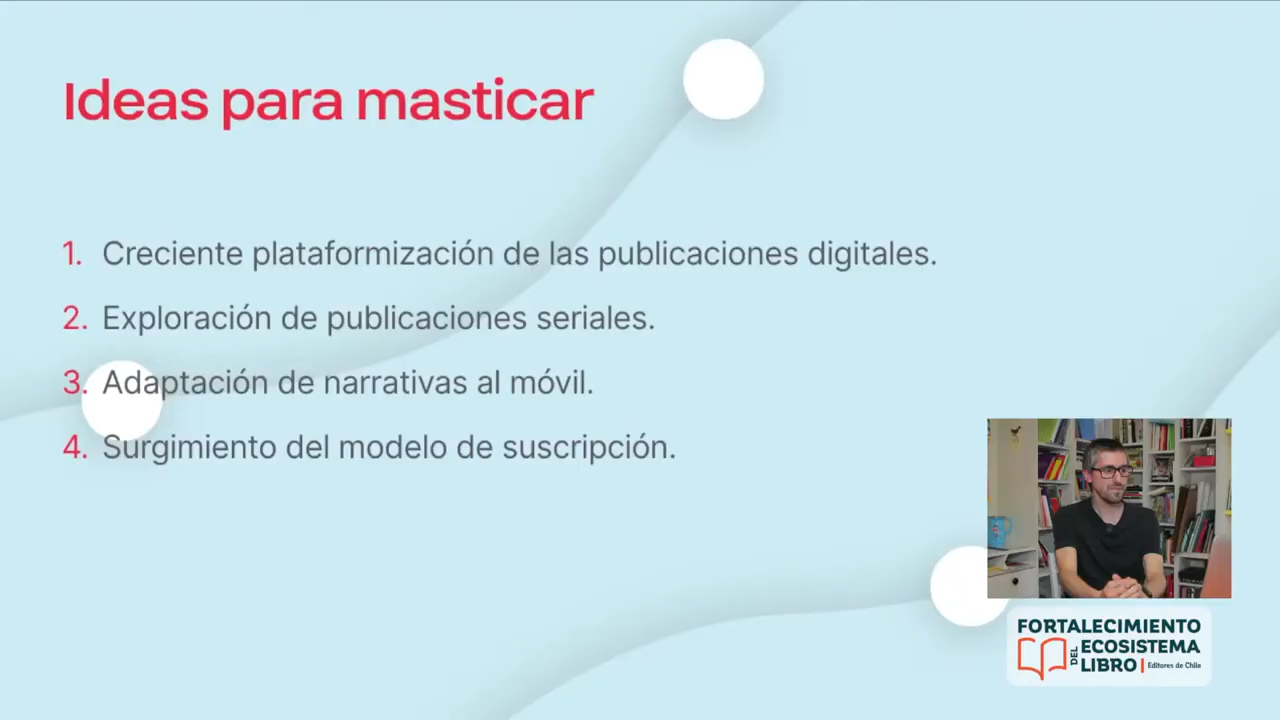 Ideas para masticar
1. Creciente plataformización de las publicaciones digitales.
2. Exploración de publicaciones seriales.
3. Adaptación de narrativas al móvil.
4. Surgimiento del modelo de suscripción.
FORTALECIMIENTO
DEL ECOSISTEMA
LIBRO | Editores de Chile